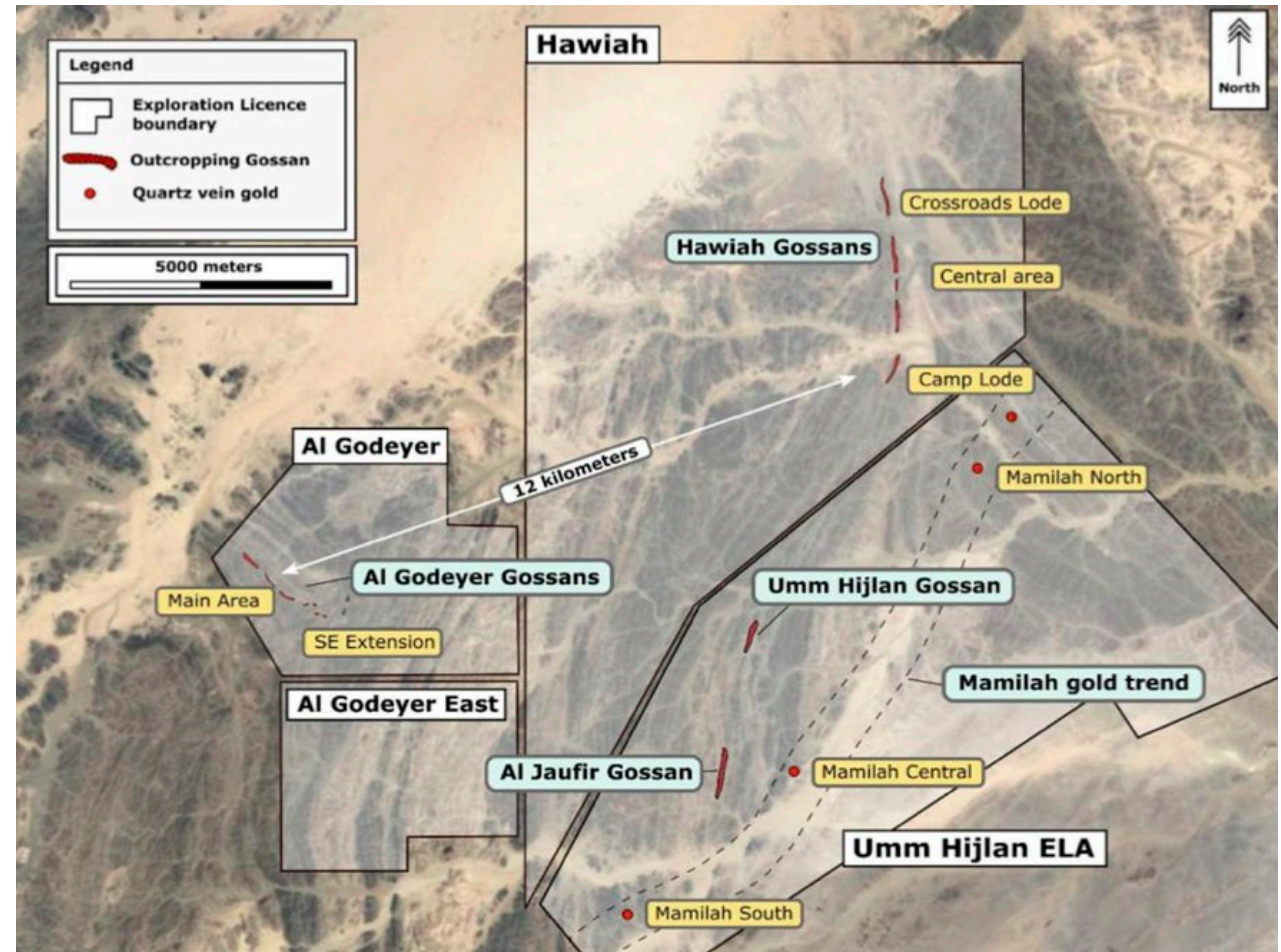 Hawiah
North
Legend
Exploration Licence
boundary
Outcropping Gossan
Quartz vein gold
5000 meters
Crossroads Lode
Hawiah Gossans
Central area
Camp Lode
Al Godeyer
12 kilometers
Mamilah North
Al Godeyer Gossans
Umm Hijlan Gossan
Main Area
SE Extension
Mamilah gold trend
Al Godeyer East
Al Jaufir Gossan
Mamilah Central
Umm Hijlan ELA
Mamilah South